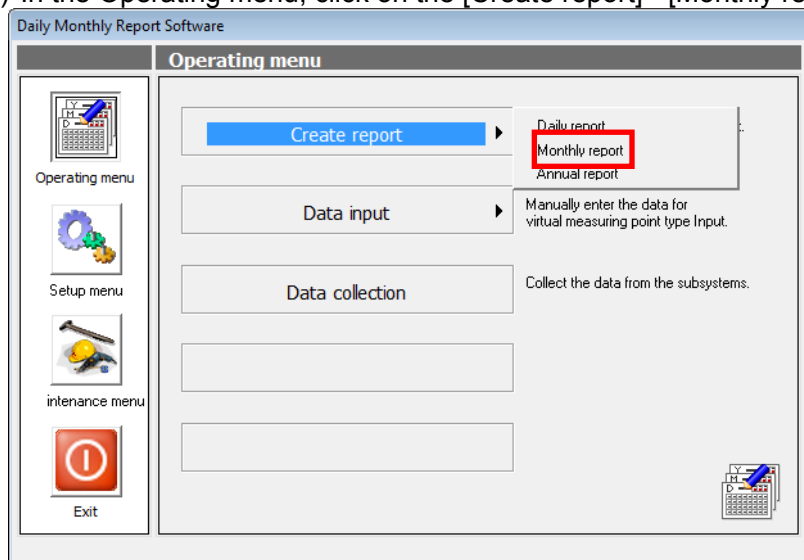 ) In the Operating menu, click on the [Create report] - [Monthly re
Daily Monthly Report Software
Operating menu
Create report
Daily report
Monthly report
Annual report
Operating menu
Data input
Manually enter the data for
virtual measuring point type Input.
Setup menu
Data collection
Collect the data from the subsystems.
intenance menu
Exit